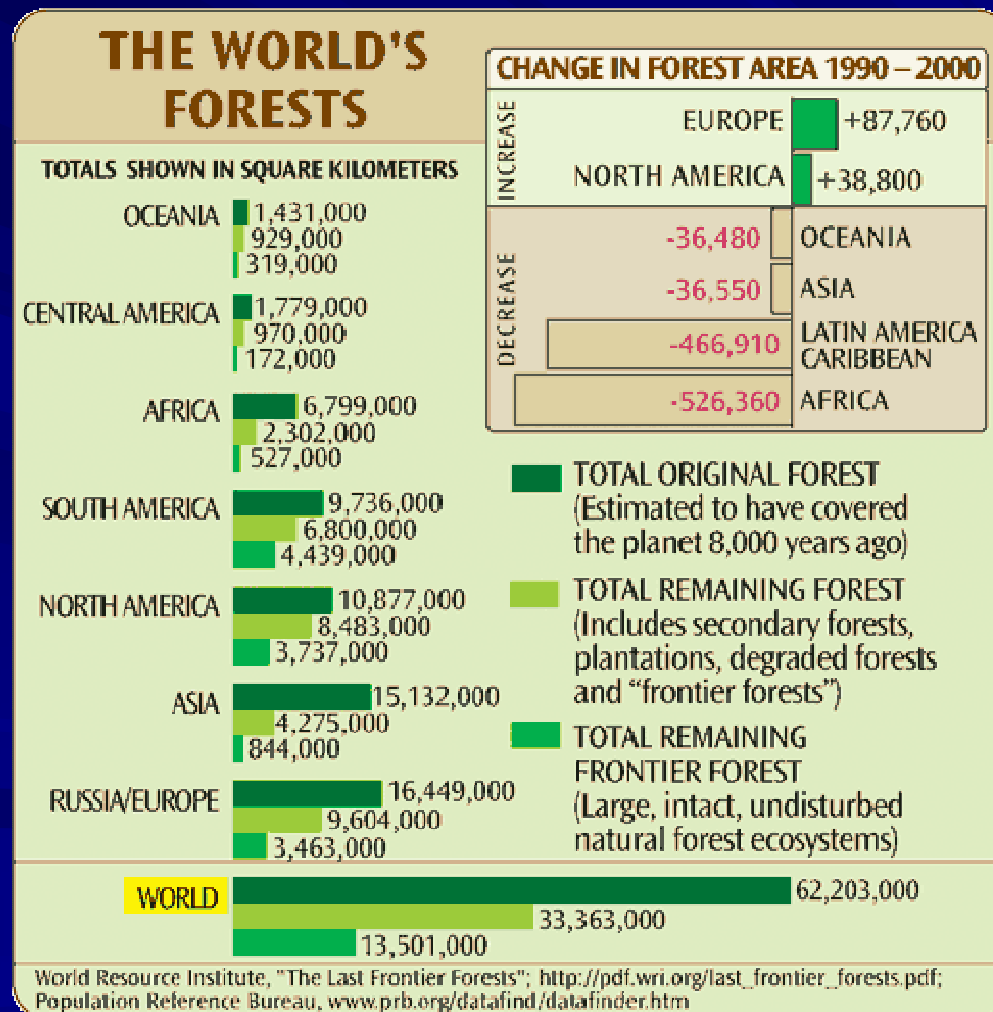 THE WORLD'S
FORESTS
TOTALS SHOWN IN SQUARE KILOMETERS
OCEANIA
1,431,000
929,000
319,000
CENTRAL AMERICA
1,779,000
970,000
172,000
AFRICA
6,799,000
2,302,000
527,000
SOUTH AMERICA
9,736,000
6,800,000
4,439,000
NORTH AMERICA
10,877,000
8,483,000
3,737,000
ASIA
15,132,000
4,275,000
844,000
RUSSIA/EUROPE
16,449,000
9,604,000
3,463,000
WORLD
62,203,000
33,363,000
13,501,000
CHANGE IN FOREST AREA 1990 – 2000
INCREASE
EUROPE +87,760
NORTH AMERICA +38,800
DECREASE
-36,480 OCEANIA
-36,550 ASIA
-466,910 LATIN AMERICA
CARIBBEAN
-526,360 AFRICA
TOTAL ORIGINAL FOREST
(Estimated to have covered
the planet 8,000 years ago)
TOTAL REMAINING FOREST
(Includes secondary forests,
plantations, degraded forests
and “frontier forests”)
TOTAL REMAINING
FRONTIER FOREST
(Large, intact, undisturbed
natural forest ecosystems)
World Resource Institute, "The Last Frontier Forests"; http://pdf.wri.org/last_frontier_forests.pdf;
Population Reference Bureau, www.prb.org/datafind/datafinder.htm